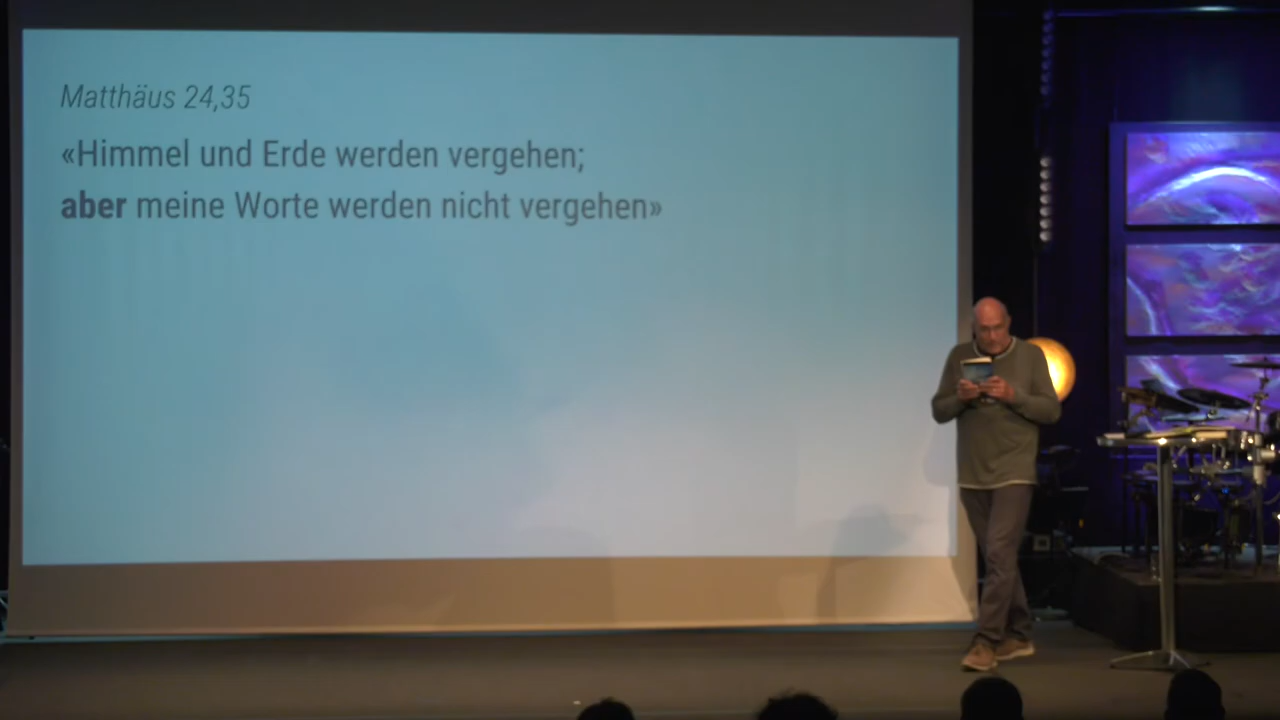 Matthäus 24,35
«Himmel und Erde werden vergehen;
aber meine Worte werden nicht vergehen»